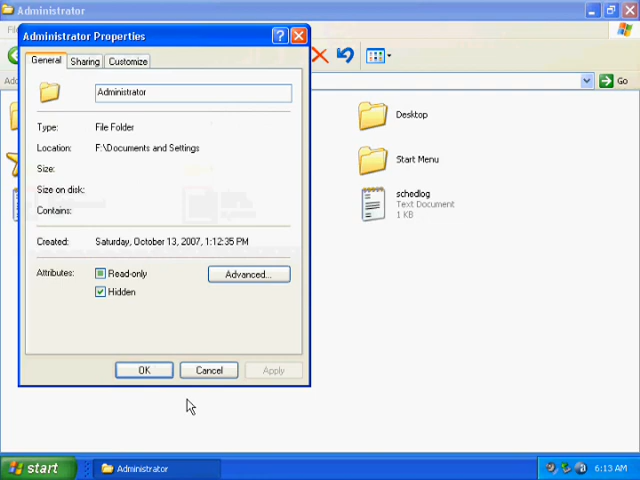 Administrator
Administrator Properties
General
Sharing
Customize
Administrator
Type:
File Folder
Location:
F:\Documents and Settings
Size:
Size on disk:
Contains:
Created:
Saturday, October 13, 2007, 1:12:35 PM
Attributes:
Read-only
Advanced...
Hidden
OK
Cancel
Apply
Go
Desktop
Start Menu
schedlog
Text Document
1 KB
start
Administrator
6:13 AM